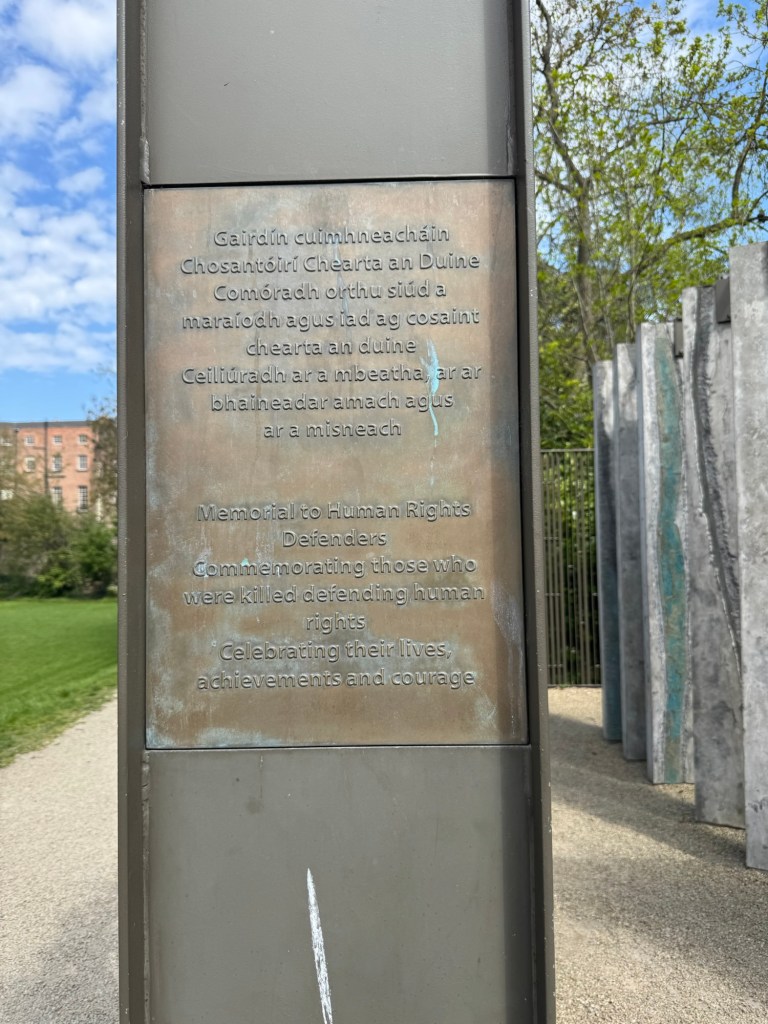 Gairdín cuimhneacháin
Chosantóirí Chearta an Duine
Comóradh orthu siúd a
maraíodh agus iad ag cosaint
chearta an duine
Ceiliúradh ar a mbeatha, ar ar
bhaineadar amach agus
ar a misneach
Memorial to Human Rights
Defenders
Commemorating those who
were killed defending human
rights
Celebrating their lives,
achievements and courage